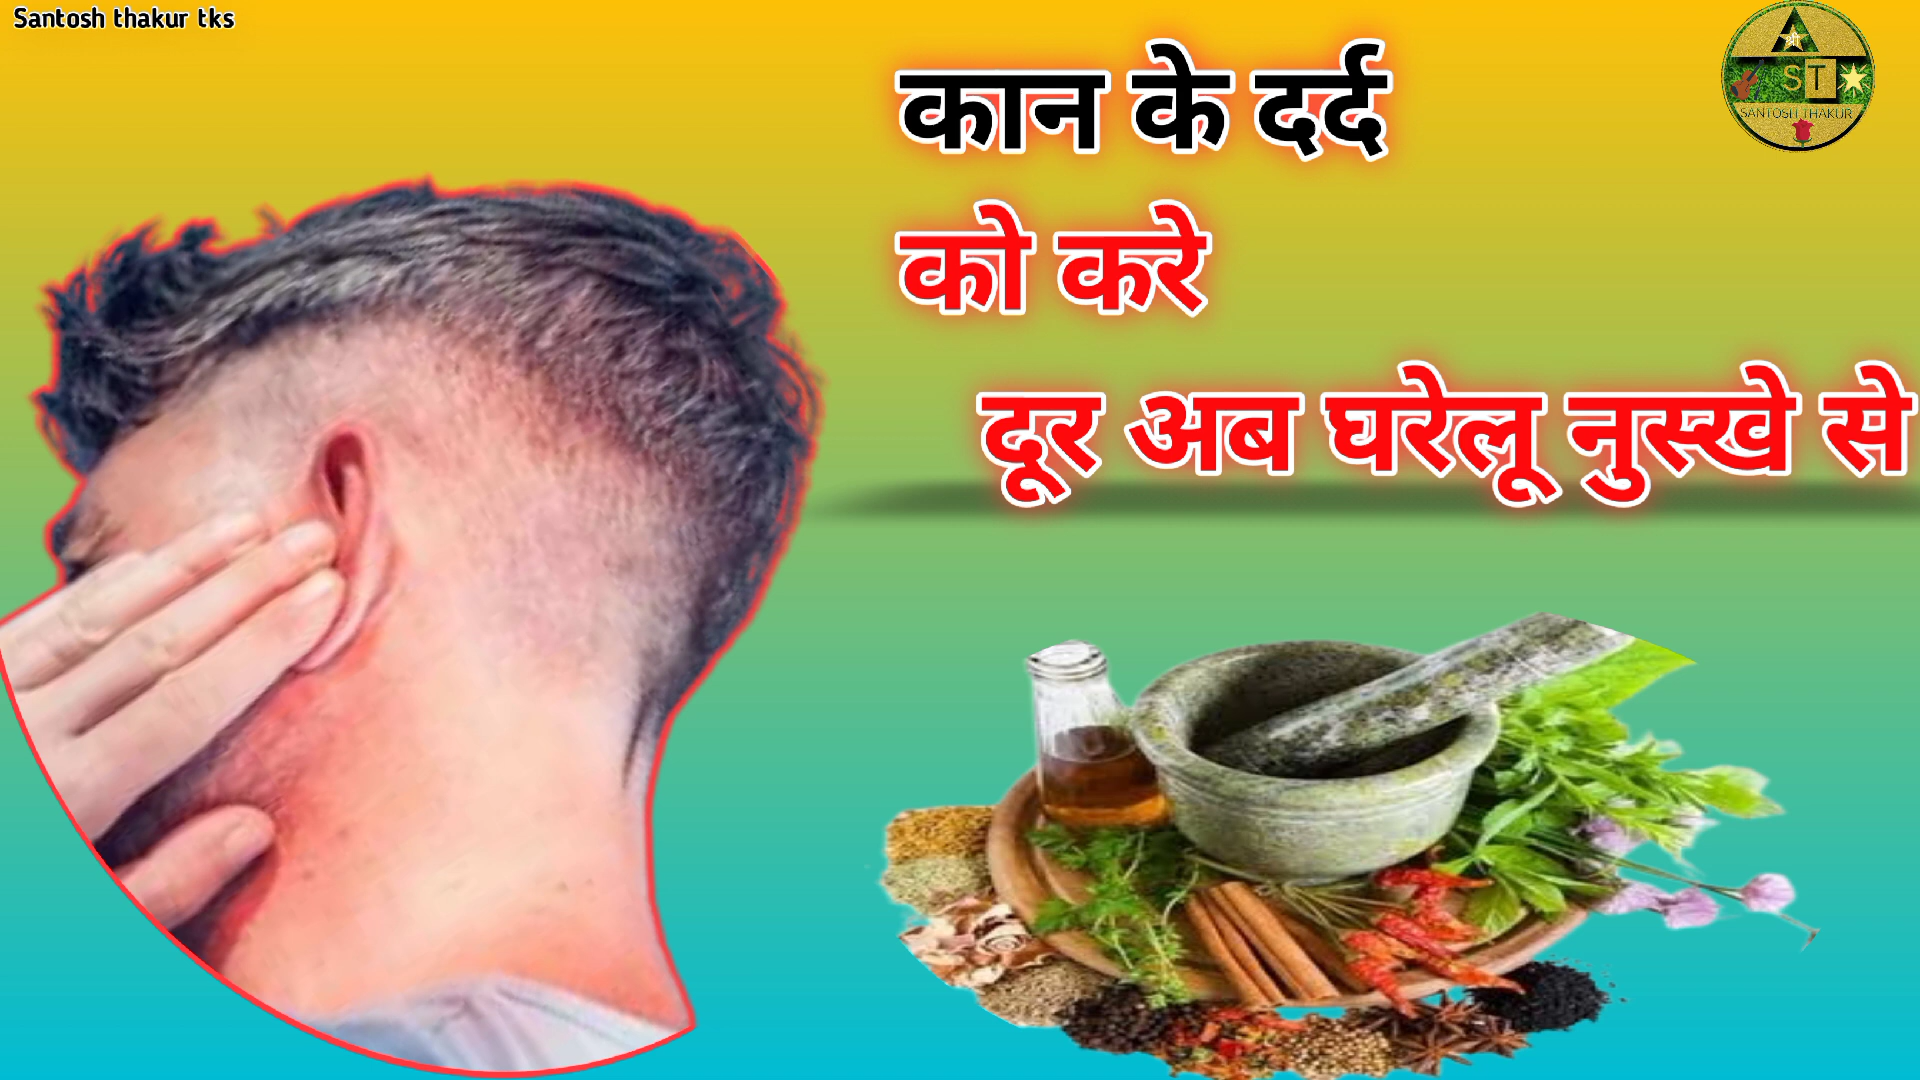 Santosh thakur tks
कान के दर्द
को करे
दूर अब घरेलू नुस्खे से
श्री
ST
SANTOSH THAKUR